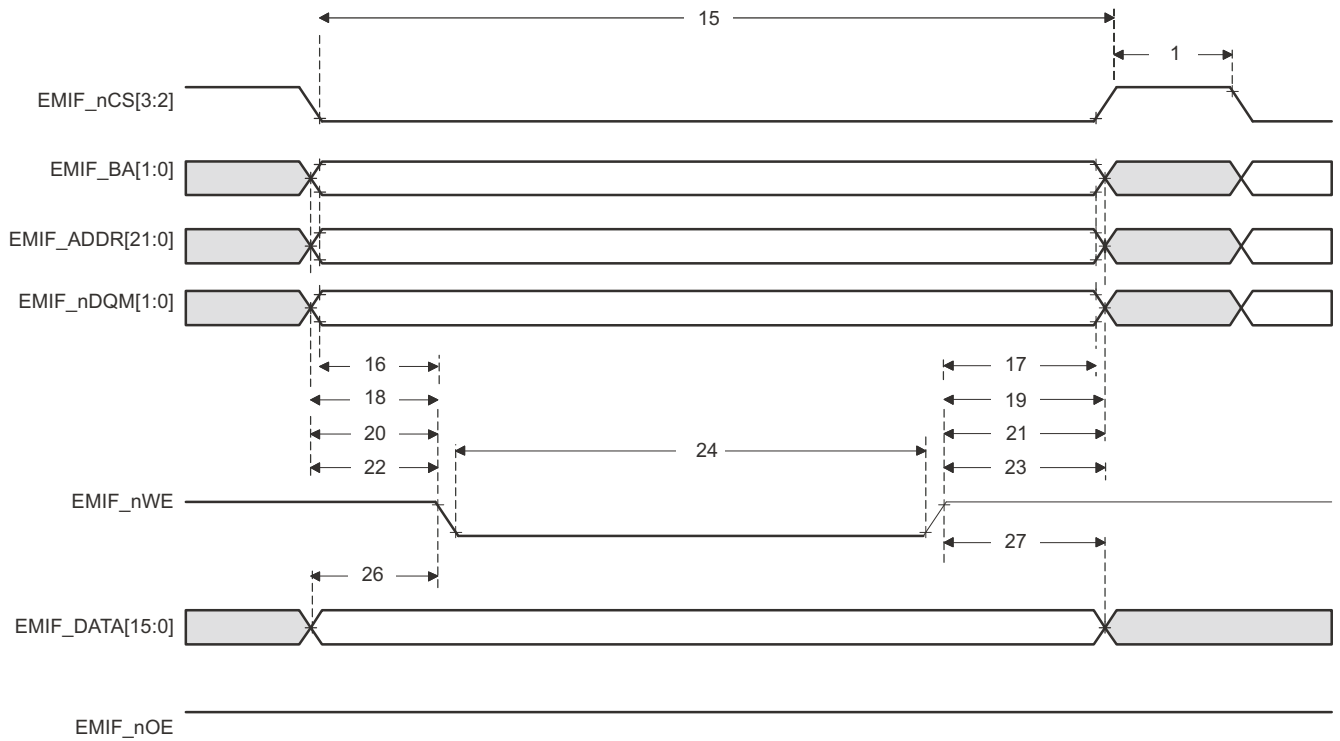 15
1
EMIF_nCS[3:2]
EMIF_BA[1:0]
EMIF_ADDR[21:0]
EMIF_nDQM[1:0]
16 17
18 19
20 21
24
22 23
EMIF_nWE
27
26
EMIF_DATA[15:0]
EMIF_nOE